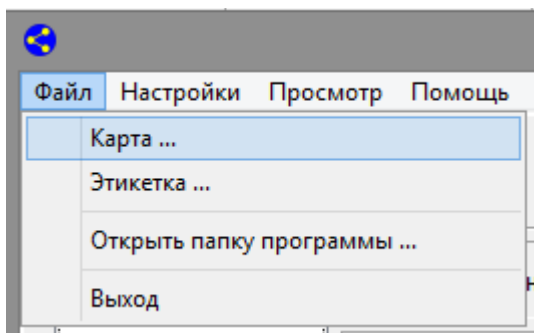 Файл Настройки Просмотр Помощь
Карта ...
Этикетка ...
Открыть папку программы ...
Выход